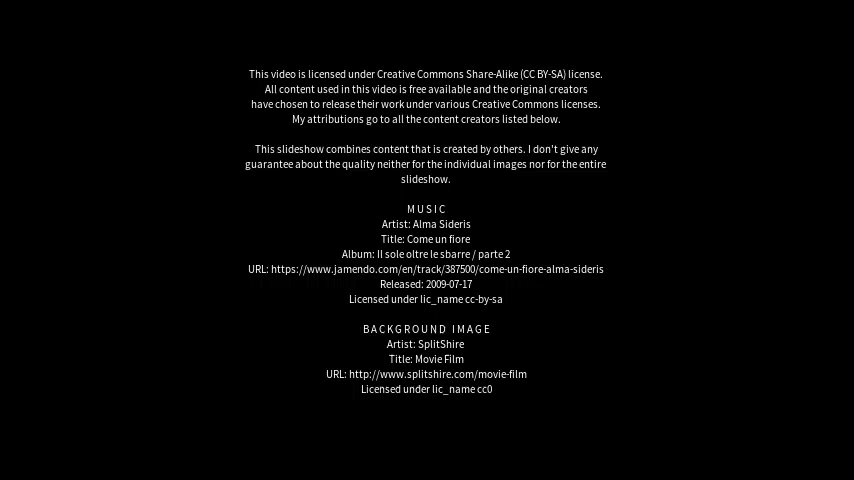 This video is licensed under Creative Commons Share-Alike (CC BY-SA) license.
All content used in this video is free available and the original creators
have chosen to release their work under various Creative Commons licenses.
My attributions go to all the content creators listed below.
This slideshow combines content that is created by others. I don't give any
guarantee about the quality neither for the individual images nor for the entire
slideshow.
MUSIC
Artist: Alma Sideris
Title: Come un fiore
Album: Il sole oltre le sbarre / parte 2
URL: https://www.jamendo.com/en/track/387500/come-un-fiore-alma-sideris
Released: 2009-07-17
Licensed under lic_name cc-by-sa
BACKGROUND IMAGE
Artist: SplitShire
Title: Movie Film
URL: http://www.splitshire.com/movie-film
Licensed under lic_name cc0